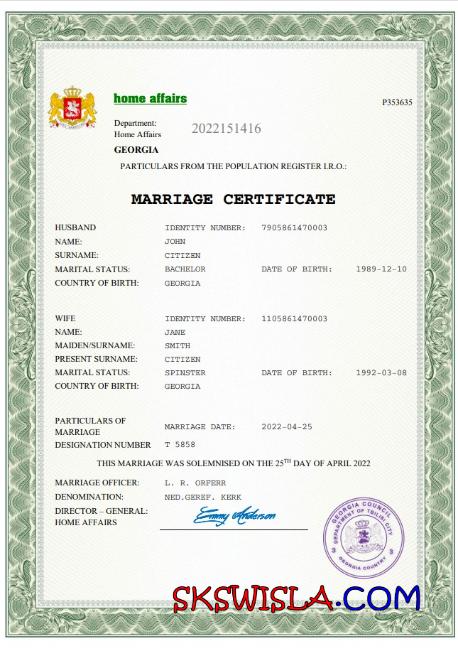 home affairs
P353635
Department:
Home Affairs
2022151416
GEORGIA
PARTICULARS FROM THE POPULATION REGISTER I.R.O.:
MARRIAGE CERTIFICATE
HUSBAND IDENTITY NUMBER: 7905861470003
NAME: JOHN
SURNAME: CITIZEN
MARITAL STATUS: BACHELOR DATE OF BIRTH: 1989-12-10
COUNTRY OF BIRTH: GEORGIA
WIFE IDENTITY NUMBER: 1105861470003
NAME: JANE
MAIDEN/SURNAME: SMITH
PRESENT SURNAME: CITIZEN
MARITAL STATUS: SPINSTER DATE OF BIRTH: 1992-03-08
COUNTRY OF BIRTH: GEORGIA
PARTICULARS OF
MARRIAGE MARRIAGE DATE: 2022-04-25
DESIGNATION NUMBER T 5858
THIS MARRIAGE WAS SOLEMNISED ON THE 25TH DAY OF APRIL 2022
MARRIAGE OFFICER: L. R. ORFERR
DENOMINATION: NED.GEREF. KERK
DIRECTOR – GENERAL:
HOME AFFAIRS
Emmy Anderson
GEORGIA COUNCIL
DEPARTMENT OF TBILISI CITY
GEORGIA COUNTRY
SKSWISLA.COM